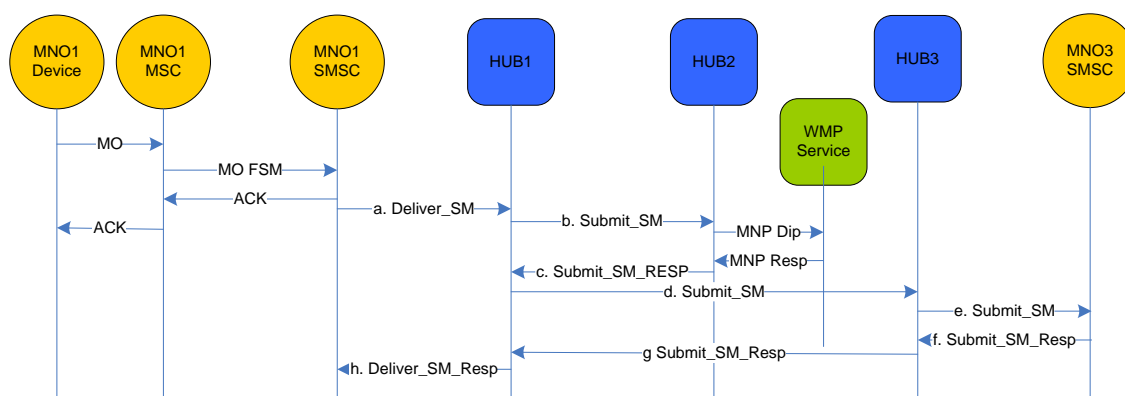 MNO1
Device
MNO1
MSC
MNO1
SMSC
HUB1
HUB2
HUB3
MNO3
SMSC
WMP
Service
MO
MO FSM
ACK
a. Deliver_SM
b. Submit_SM
ACK
MNP Dip
MNP Resp
c. Submit_SM_RESP
d. Submit_SM
e. Submit_SM
f. Submit_SM_Resp
g Submit_SM_Resp
h. Deliver_SM_Resp